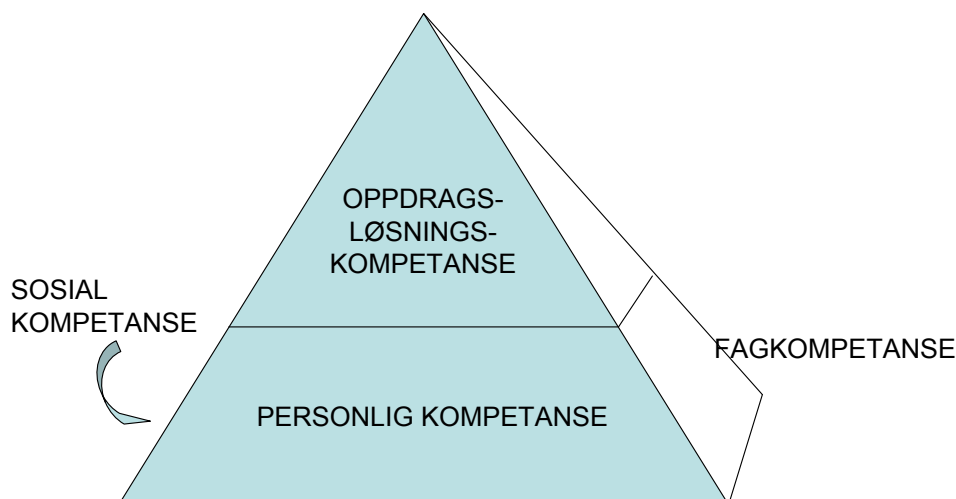 OPPDRAGS-
LØSNINGS-
KOMPETANSE
SOSIAL
KOMPETANSE
FAGKOMPETANSE
PERSONLIG KOMPETANSE